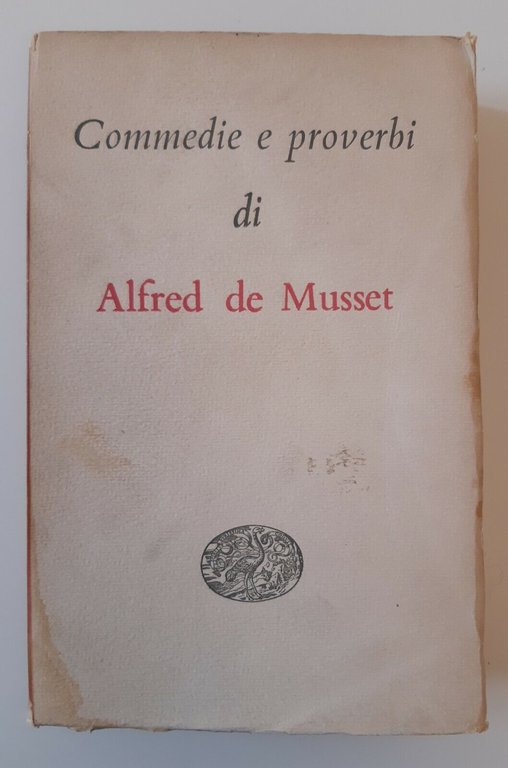 Commedie e proverbi
di
Alfred de Musset